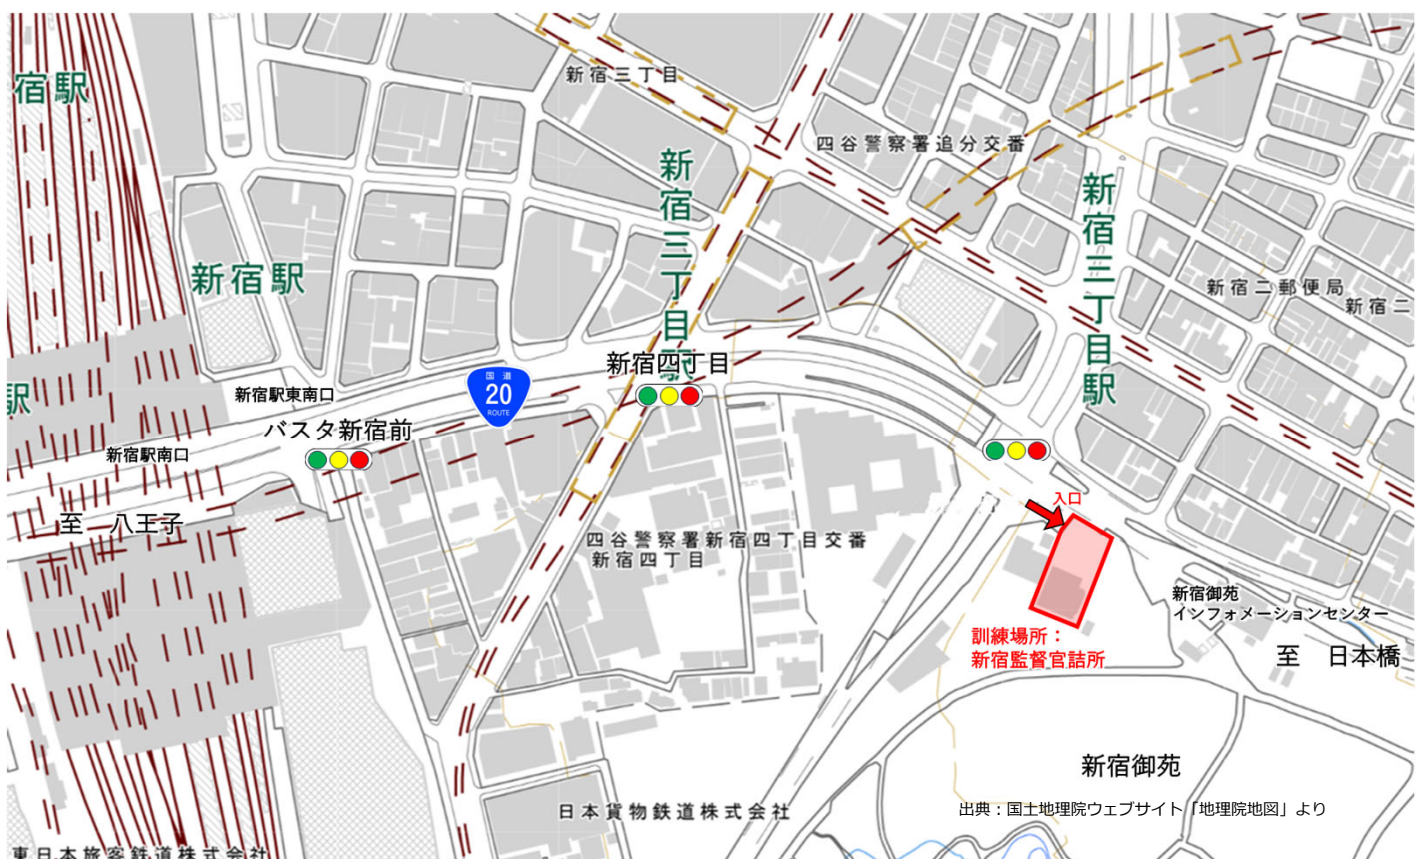 新宿三丁目
宿駅
四谷警察署追分交番
新宿三丁目駅
新宿三丁目駅
新宿駅
新宿二郵便局
新宿二
新宿四丁目
国道
20
ROUTE
新宿駅東南口
駅
バスタ新宿前
新宿駅南口
入口
至 八王子
四谷警察署新宿四丁目交番
新宿四丁目
新宿御苑
インフォメーションセンター
訓練場所：
新宿監督官詰所
至 日本橋
新宿御苑
出典：国土地理院ウェブサイト「地理院地図」より
日本貨物鉄道株式会社
東日本旅客鉄道株式会社